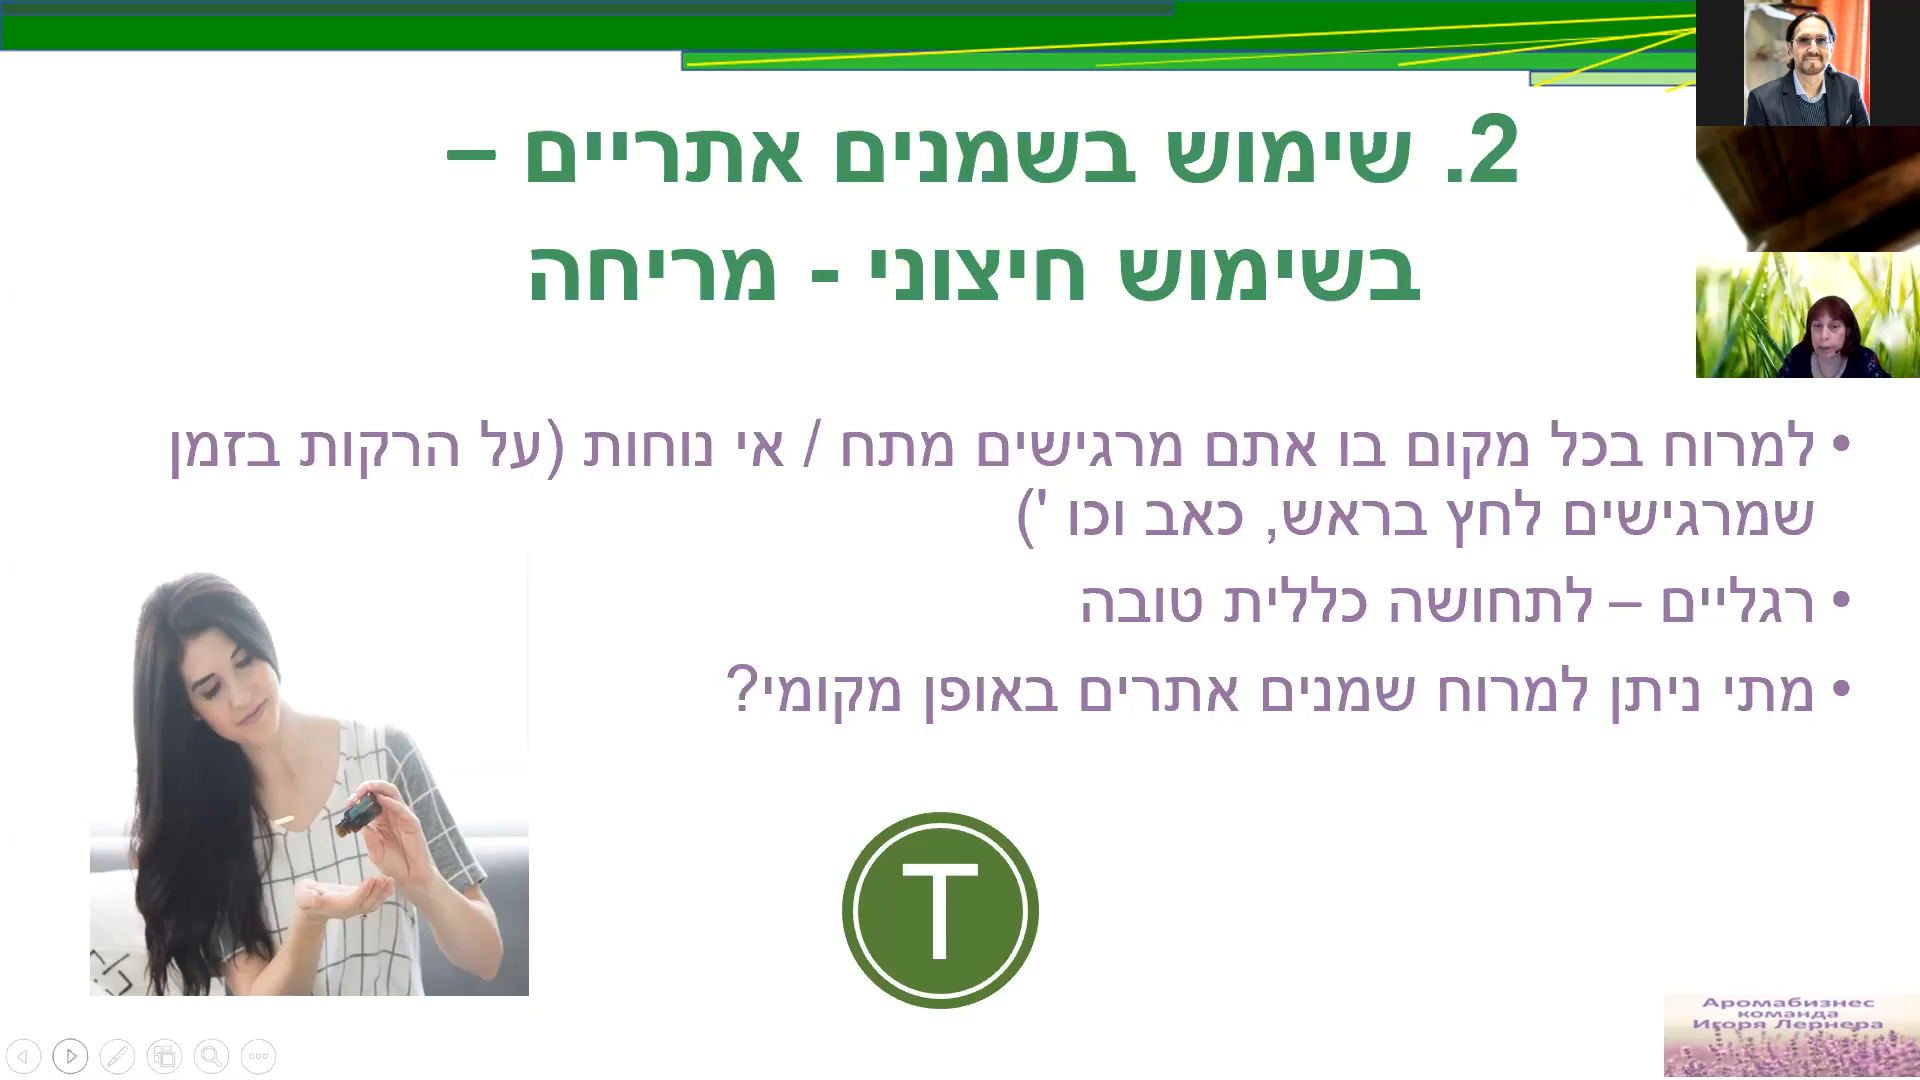 2. שימוש בשמנים אתריים –
בשימוש חיצוני - מריחה
• למרוח בכל מקום בו אתם מרגישים מתח / אי נוחות (על הרקות בזמן
שמרגישים לחץ בראש, כאב וכו ')
• רגליים – לתחושה כללית טובה
• מתי ניתן למרוח שמנים אתרים באופן מקומי?
T
Аромабизнес
команда
Игоря Лернера